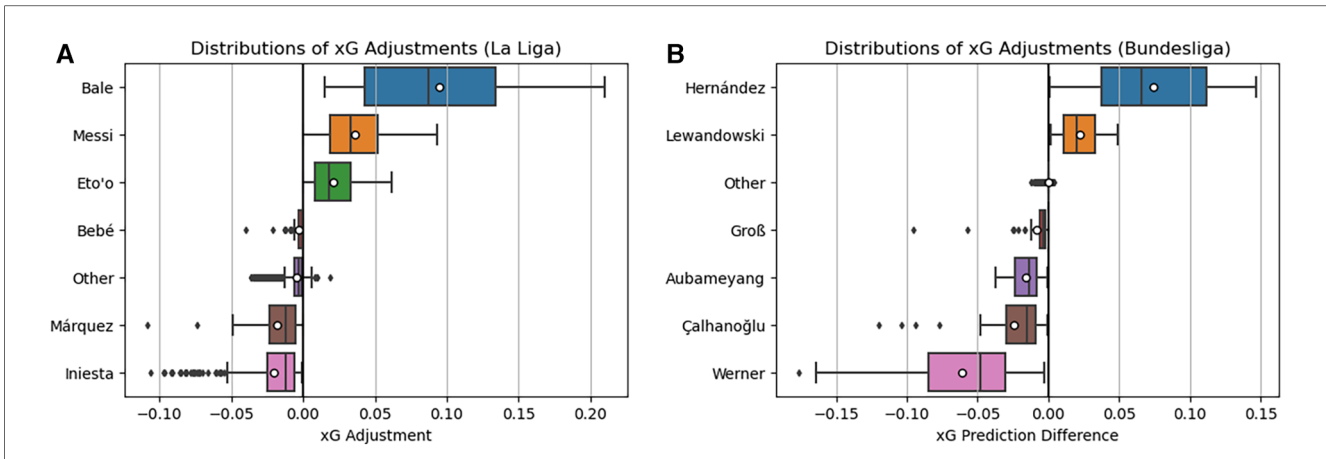 A
Distributions of xG Adjustments (La Liga)
Bale
Messi
Eto'o
Bebé
Other
Márquez
Iniesta
−0.10 −0.05 0.00 0.05 0.10 0.15 0.20
xG Adjustment
B
Distributions of xG Adjustments (Bundesliga)
Hernández
Lewandowski
Other
Groß
Aubameyang
Çalhanoğlu
Werner
−0.15 −0.10 −0.05 0.00 0.05 0.10 0.15
xG Prediction Difference